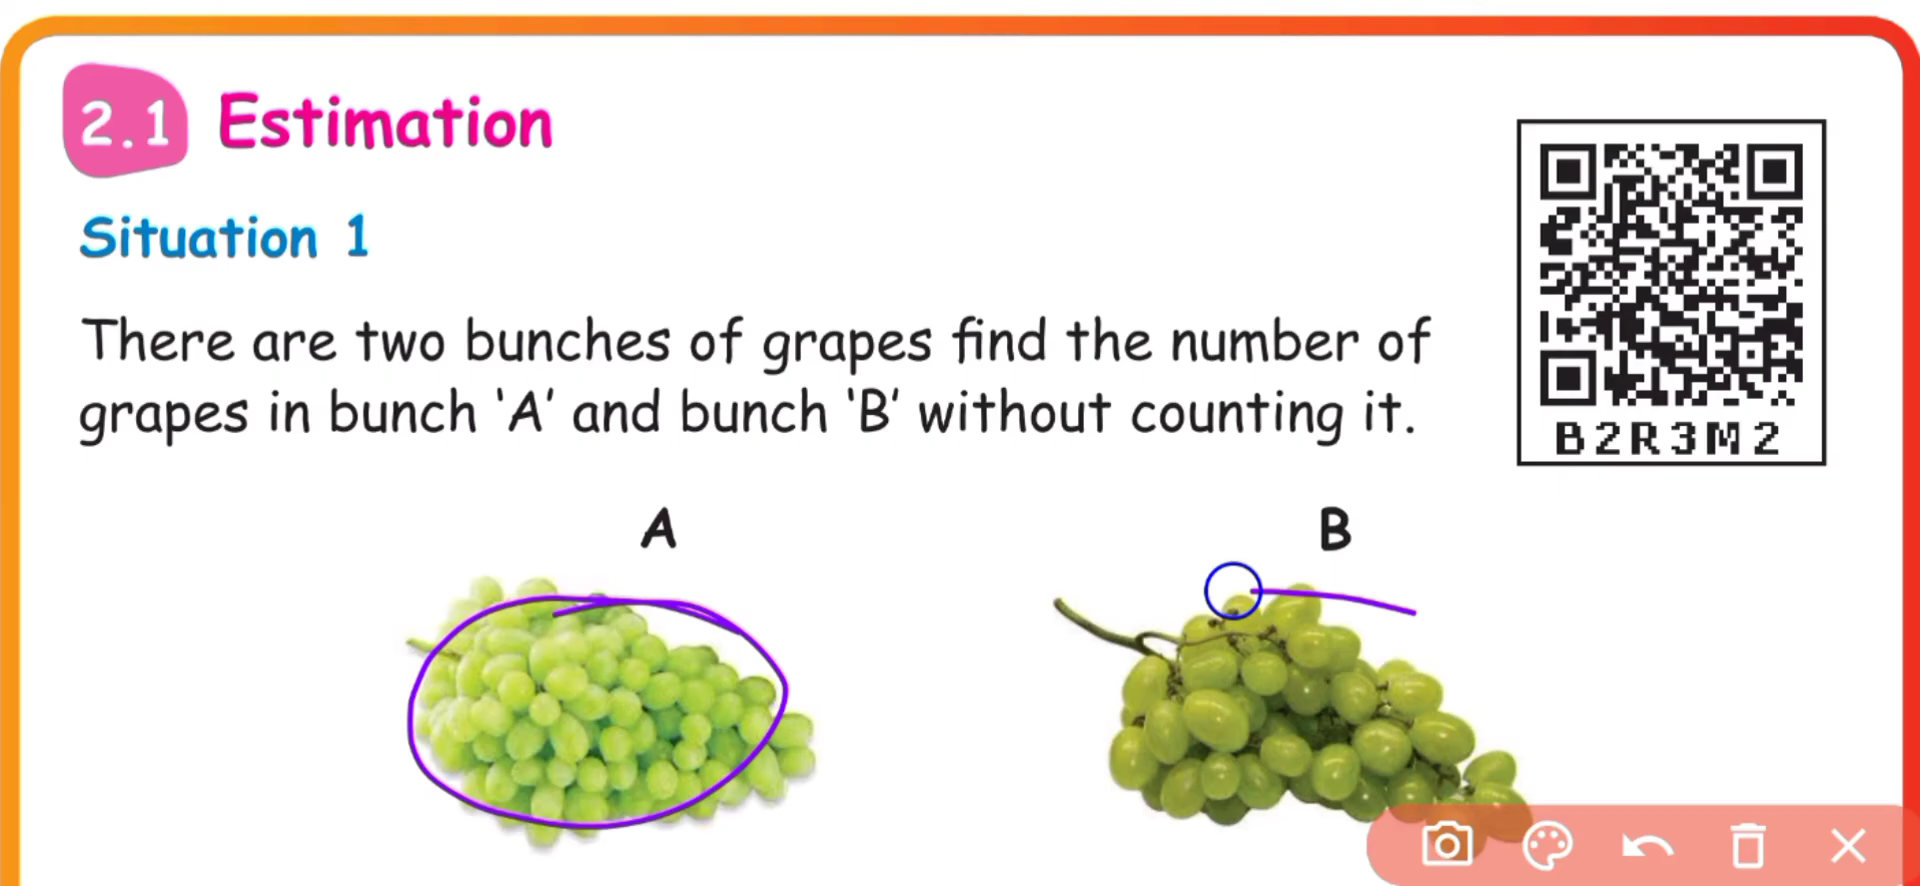 2.1 Estimation
Situation 1
There are two bunches of grapes find the number of
grapes in bunch ‘A’ and bunch ‘B’ without counting it.
B2R3M2
A
B